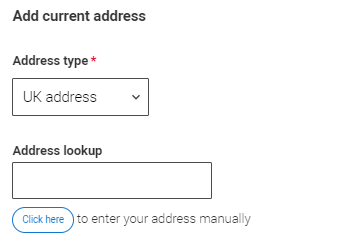 Add current address
Address type *
UK address
Address lookup
Click here to enter your address manually